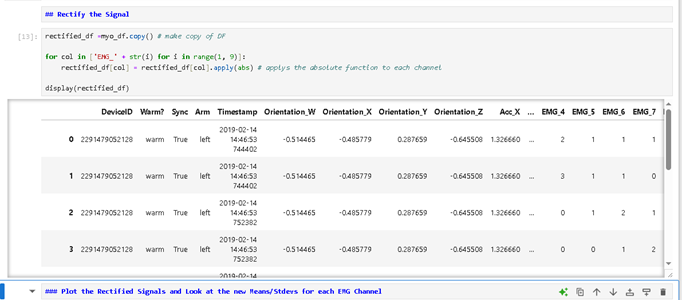 ## Rectify the Signal
[13]: rectified_df =myo_df.copy() # make copy of DF
for col in ['EMG_' + str(i) for i in range(1, 9)]:
rectified_df[col] = rectified_df[col].apply(abs) # applys the absolute function to each channel
display(rectified_df)
DeviceID Warm? Sync Arm Timestamp Orientation_W Orientation_X Orientation_Y Orientation_Z Acc_X ... EMG_4 EMG_5 EMG_6 EMG_7
2019-02-14
0 2291479052128 warm True left 14:46:53 -0.514465 -0.485779 0.287659 -0.645508 1.326660 ... 2 1 1 1
744402
2019-02-14
1 2291479052128 warm True left 14:46:53 -0.514465 -0.485779 0.287659 -0.645508 1.326660 ... 3 1 1 0
744402
2019-02-14
2 2291479052128 warm True left 14:46:53 -0.514465 -0.485779 0.287659 -0.645508 1.326660 ... 0 1 2 1
752382
2019-02-14
3 2291479052128 warm True left 14:46:53 -0.514465 -0.485779 0.287659 -0.645508 1.326660 ... 0 0 1 2
752382
2019-02-14
### Plot the Rectified Signals and Look at the new Means/Stdevs for each EMG Channel